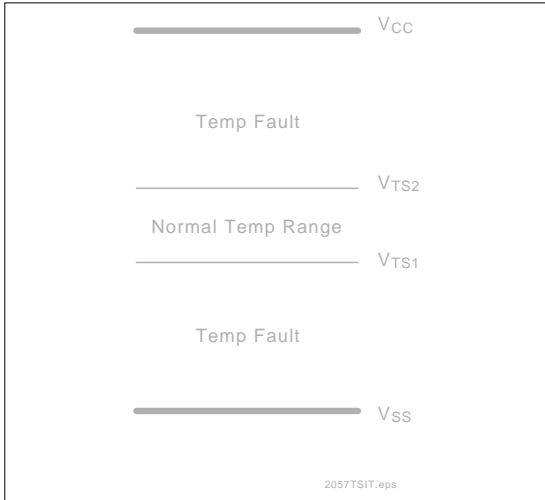 VCC
Temp Fault
VTS2
Normal Temp Range
VTS1
Temp Fault
VSS
2057TSIT.eps